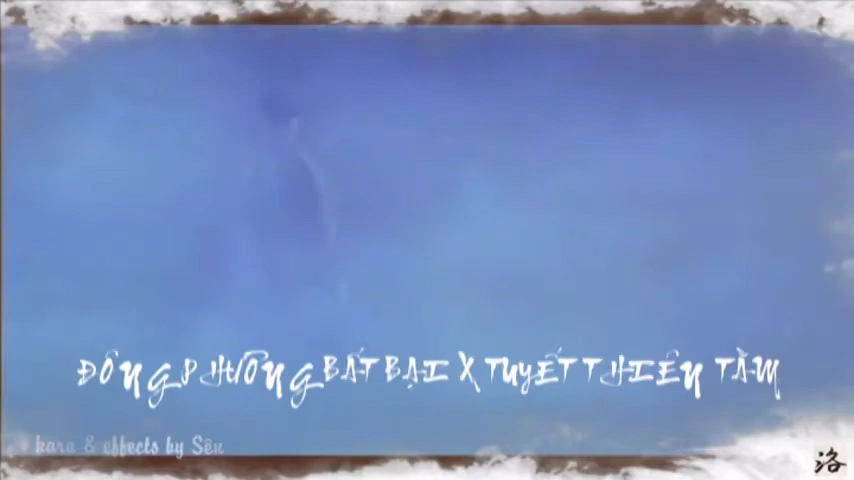 ĐÔNG PHƯƠNG BẤT BẠI X TUYẾT THIÊN TẦM
kara & effects by Sên
洛